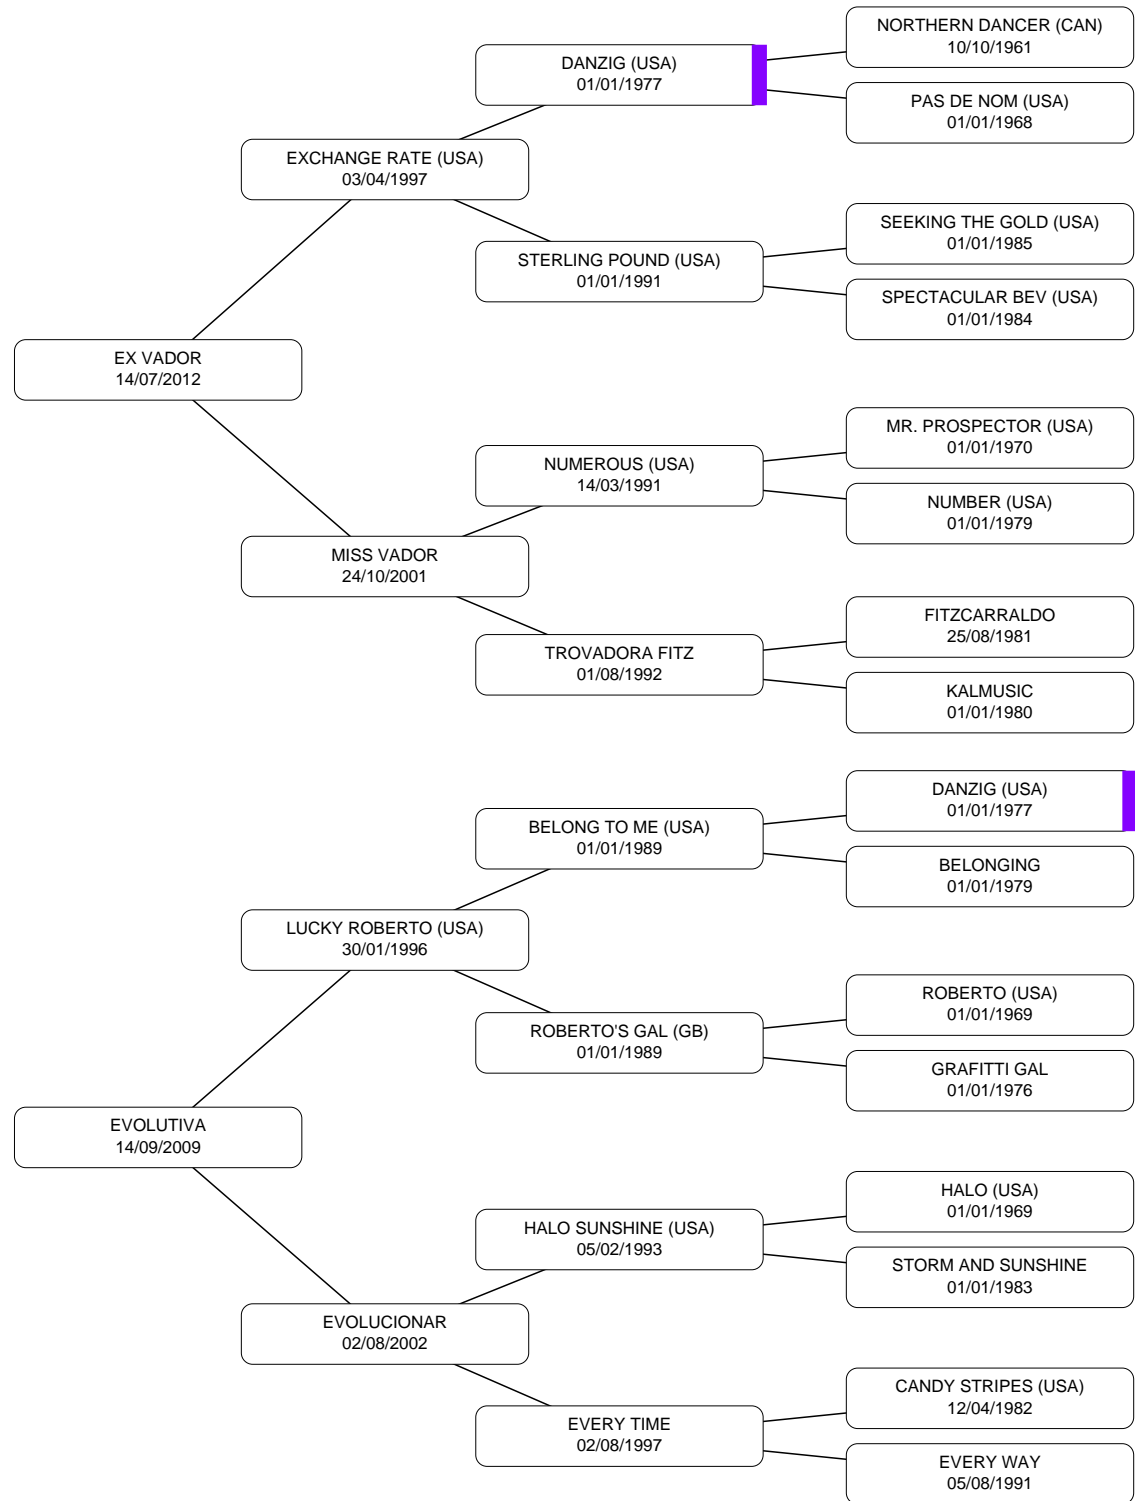 NORTHERN DANCER (CAN)
10/10/1961
DANZIG (USA)
01/01/1977
PAS DE NOM (USA)
01/01/1968
EXCHANGE RATE (USA)
03/04/1997
SEEKING THE GOLD (USA)
01/01/1985
STERLING POUND (USA)
01/01/1991
SPECTACULAR BEV (USA)
01/01/1984
EX VADOR
14/07/2012
MR. PROSPECTOR (USA)
01/01/1970
NUMEROUS (USA)
14/03/1991
NUMBER (USA)
01/01/1979
MISS VADOR
24/10/2001
FITZCARRALDO
25/08/1981
TROVADORA FITZ
01/08/1992
KALMUSIC
01/01/1980
DANZIG (USA)
01/01/1977
BELONG TO ME (USA)
01/01/1989
BELONGING
01/01/1979
LUCKY ROBERTO (USA)
30/01/1996
ROBERTO (USA)
01/01/1969
ROBERTO'S GAL (GB)
01/01/1989
GRAFITTI GAL
01/01/1976
EVOLUTIVA
14/09/2009
HALO (USA)
01/01/1969
HALO SUNSHINE (USA)
05/02/1993
STORM AND SUNSHINE
01/01/1983
EVOLUCIONAR
02/08/2002
CANDY STRIPES (USA)
12/04/1982
EVERY TIME
02/08/1997
EVERY WAY
05/08/1991